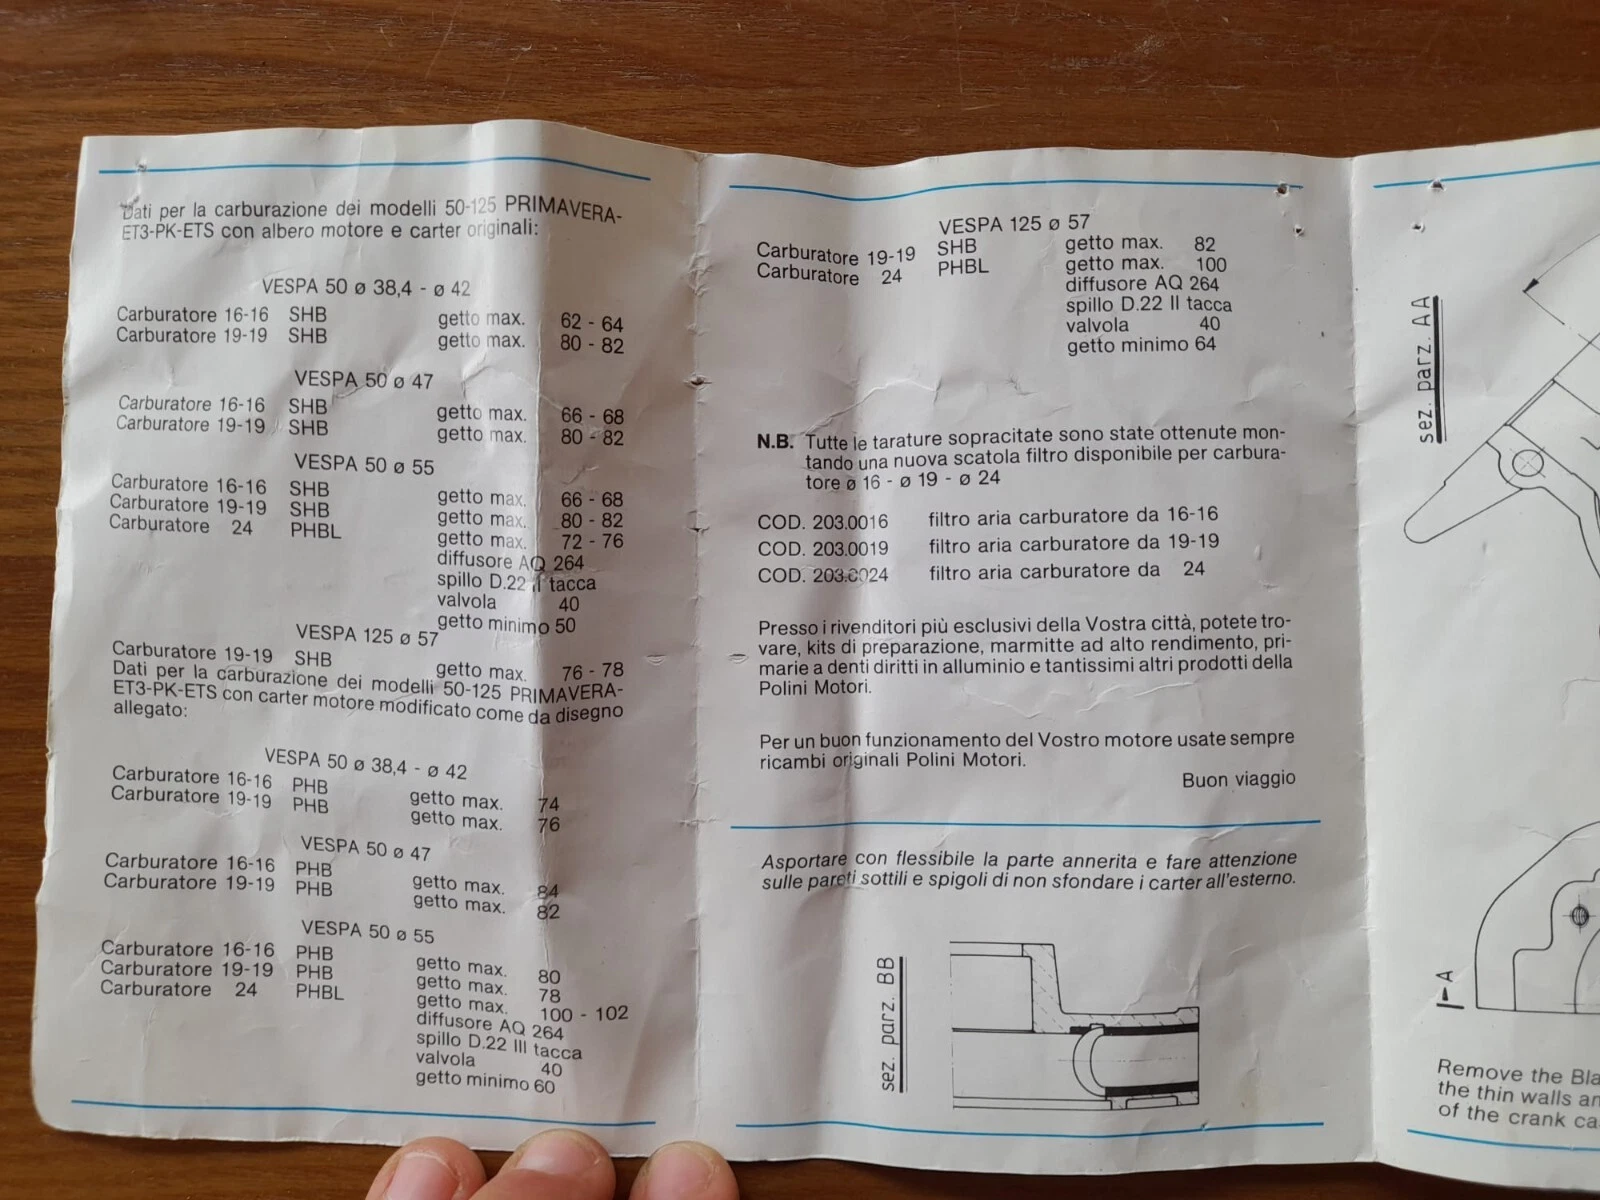 Dati per la carburazione dei modelli 50-125 PRIMAVERA-
ET3-PK-ETS con albero motore e carter originali:
VESPA 50 ø 38,4 - ø 42
Carburatore 16-16 SHB getto max. 62 - 64
Carburatore 19-19 SHB getto max. 80 - 82
VESPA 50 ø 47
Carburatore 16-16 SHB getto max. 66 - 68
Carburatore 19-19 SHB getto max. 80 - 82
VESPA 50 ø 55
Carburatore 16-16 SHB getto max. 66 - 68
Carburatore 19-19 SHB getto max. 80 - 82
Carburatore 24 PHBL getto max. 72 - 76
diffusore AQ 264
spillo D.22 II tacca
valvola 40
getto minimo 50
VESPA 125 ø 57
Carburatore 19-19 SHB getto max. 76 - 78
Dati per la carburazione dei modelli 50-125 PRIMAVERA-
ET3-PK-ETS con carter motore modificato come da disegno
allegato:
VESPA 50 ø 38,4 - ø 42
Carburatore 16-16 PHB getto max. 74
Carburatore 19-19 PHB getto max. 76
VESPA 50 ø 47
Carburatore 16-16 PHB getto max. 84
Carburatore 19-19 PHB getto max. 82
VESPA 50 ø 55
Carburatore 16-16 PHB getto max. 80
Carburatore 19-19 PHB getto max. 78
Carburatore 24 PHBL getto max. 100 - 102
diffusore AQ 264
spillo D.22 III tacca
valvola 40
getto minimo 60
VESPA 125 ø 57
Carburatore 19-19 SHB getto max. 82
Carburatore 24 PHBL getto max. 100
diffusore AQ 264
spillo D.22 II tacca
valvola 40
getto minimo 64
N.B. Tutte le tarature sopracitate sono state ottenute mon-
tando una nuova scatola filtro disponibile per carbura-
tore ø 16 - ø 19 - ø 24
COD. 203.0016 filtro aria carburatore da 16-16
COD. 203.0019 filtro aria carburatore da 19-19
COD. 203.0024 filtro aria carburatore da 24
Presso i rivenditori più esclusivi della Vostra città, potete tro-
vare, kits di preparazione, marmitte ad alto rendimento, pri-
marie a denti diritti in alluminio e tantissimi altri prodotti della
Polini Motori.
Per un buon funzionamento del Vostro motore usate sempre
ricambi originali Polini Motori.
Buon viaggio
Asportare con flessibile la parte annerita e fare attenzione
sulle pareti sottili e spigoli di non sfondare i carter all'esterno.
sez. parz. BB
sez. parz. AA
A
Remove the Bla
the thin walls an
of the crank ca